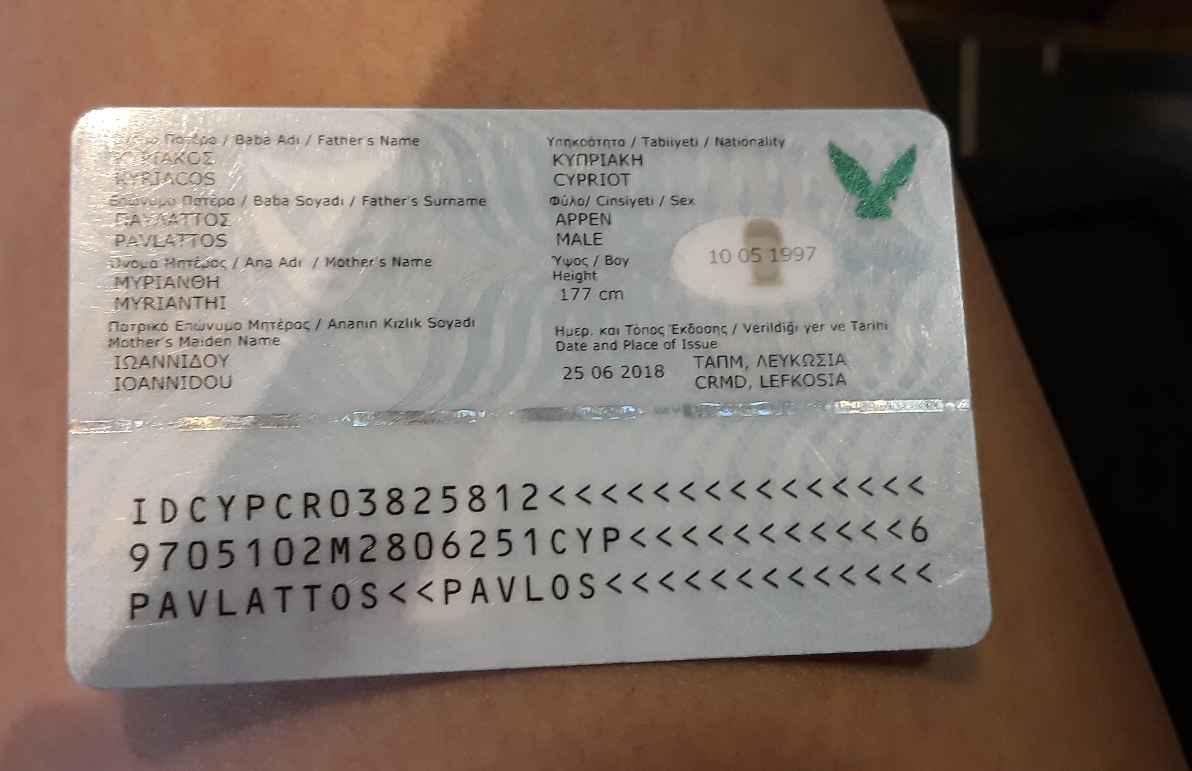 Όνομα Πατέρα / Baba Adı / Father's Name
ΚΥΡΙΑΚΟΣ
KYRIACOS
Επώνυμο Πατέρα / Baba Soyadı / Father's Surname
ΠΑΥΛΑΤΤΟΣ
PAVLATTOS
Όνομα Μητέρας / Ana Adı / Mother's Name
ΜΥΡΙΑΝΘΗ
MYRIANTHI
Πατρικό Επώνυμο Μητέρας / Ananın Kızlık Soyadı
Mother's Maiden Name
ΙΩΑΝΝΙΔΟΥ
IOANNIDOU
Υπηκοότητα / Tabiiyeti / Nationality
ΚΥΠΡΙΑΚΗ
CYPRIOT
Φύλο/ Cinsiyeti / Sex
ΑΡΡΕΝ
MALE
Ύψος / Boy
Height
177 cm
10 05 1997
Ημερ. και Τόπος Έκδοσης / Verildiği yer ve Tarihi
Date and Place of Issue
25 06 2018
ΤΑΠΜ, ΛΕΥΚΩΣΙΑ
CRMD, LEFKOSIA
IDCYPCR03825812<<<<<<<<<<<<<<<
9705102M2806251CYP<<<<<<<<<<<6
PAVLATTOS<<PAVLOS<<<<<<<<<<<<<